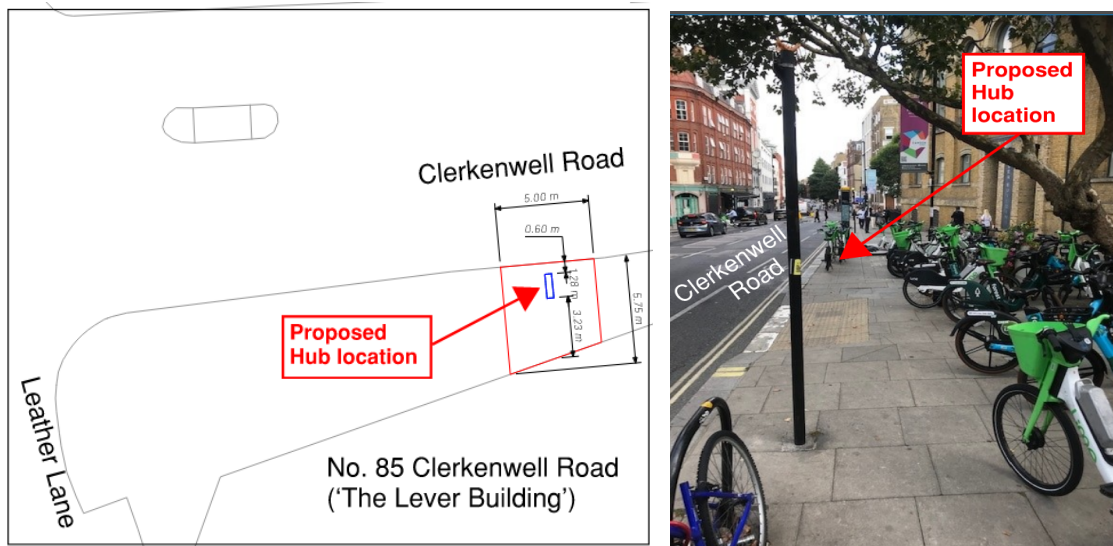 Clerkenwell Road
5.00 m
0.60 m
1.28 m
3.23 m
5.75 m
Proposed
Hub location
Leather Lane
No. 85 Clerkenwell Road
(‘The Lever Building’)
Proposed
Hub
location
Clerkenwell
Road
Lime